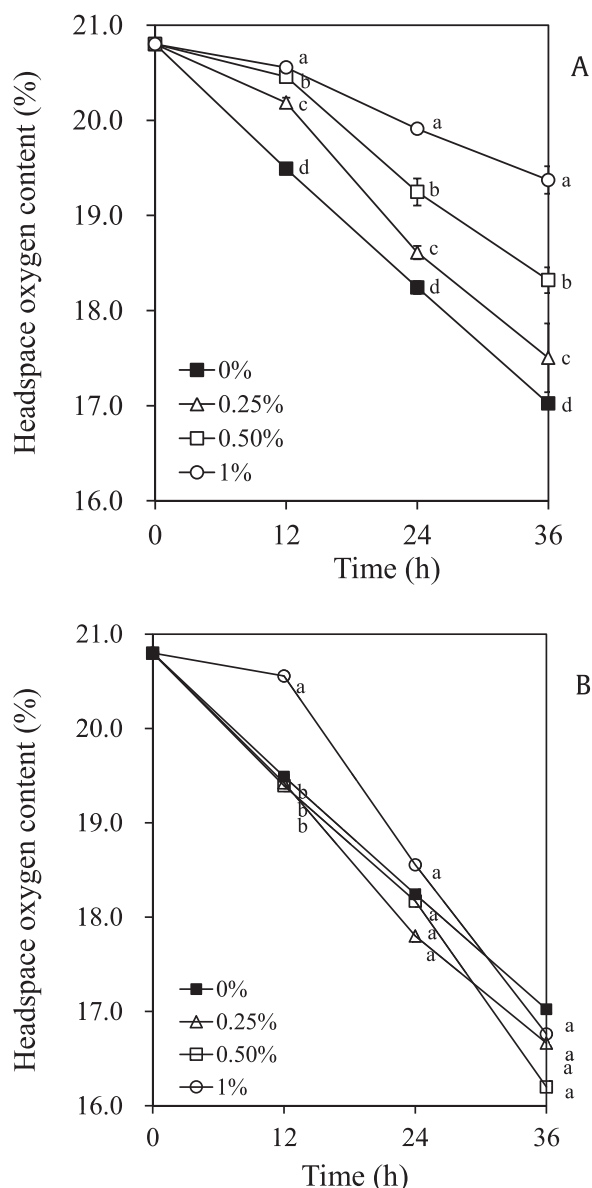 21.0
20.0
19.0
18.0
17.0
16.0
Headspace oxygen content (%)
A
a
b
c
d
a
b
c
d
a
b
c
d
0%
0.25%
0.50%
1%
0 12 24 36
Time (h)
21.0
20.0
19.0
18.0
17.0
16.0
Headspace oxygen content (%)
B
a
b
b
b
a
a
a
a
a
a
a
a
0%
0.25%
0.50%
1%
0 12 24 36
Time (h)